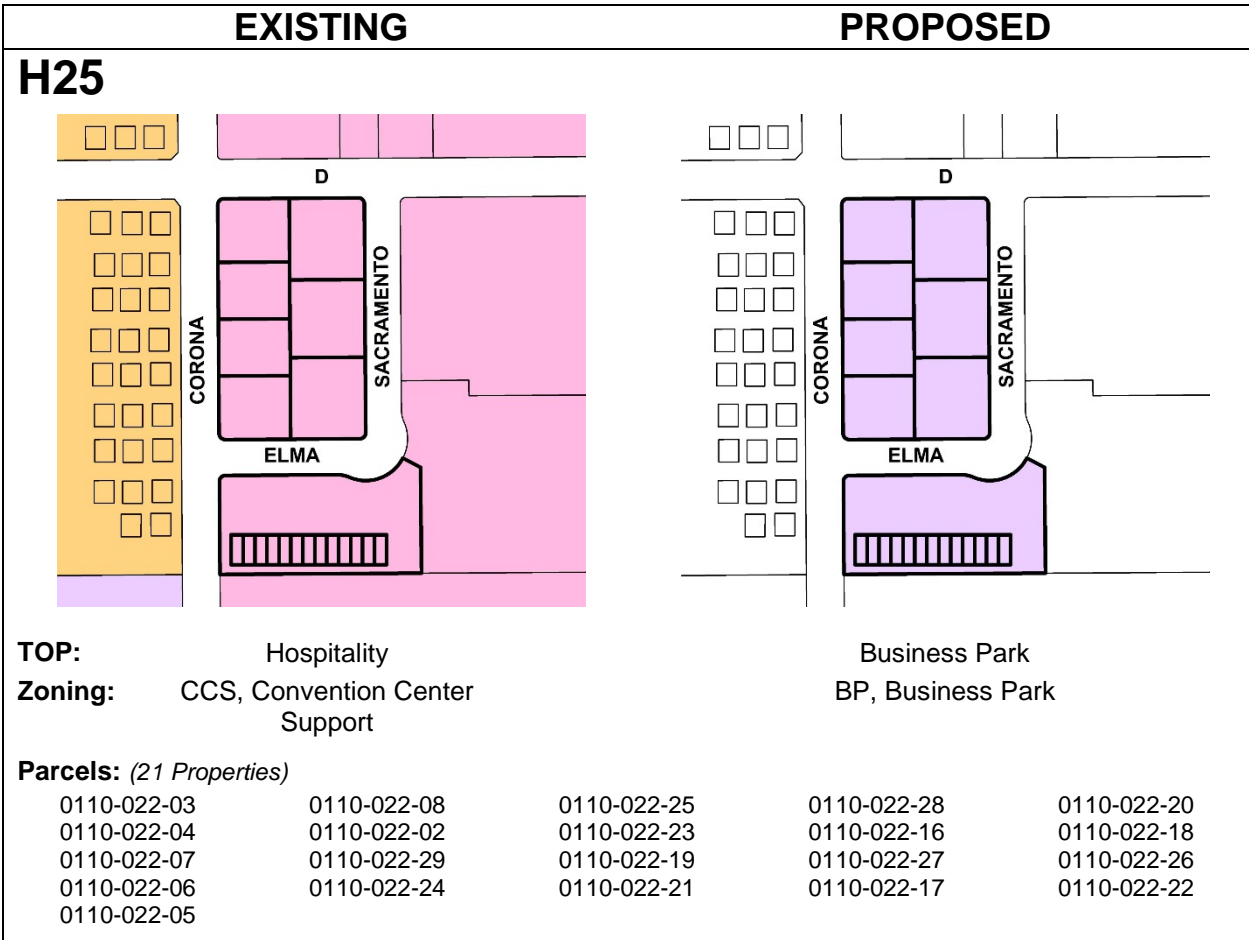 EXISTING PROPOSED
H25
D D
CORONA SACRAMENTO CORONA SACRAMENTO
ELMA ELMA
TOP: Hospitality Business Park
Zoning: CCS, Convention Center BP, Business Park
Support
Parcels: (21 Properties)
0110-022-03 0110-022-08 0110-022-25 0110-022-28 0110-022-20
0110-022-04 0110-022-02 0110-022-23 0110-022-16 0110-022-18
0110-022-07 0110-022-29 0110-022-19 0110-022-27 0110-022-26
0110-022-06 0110-022-24 0110-022-21 0110-022-17 0110-022-22
0110-022-05